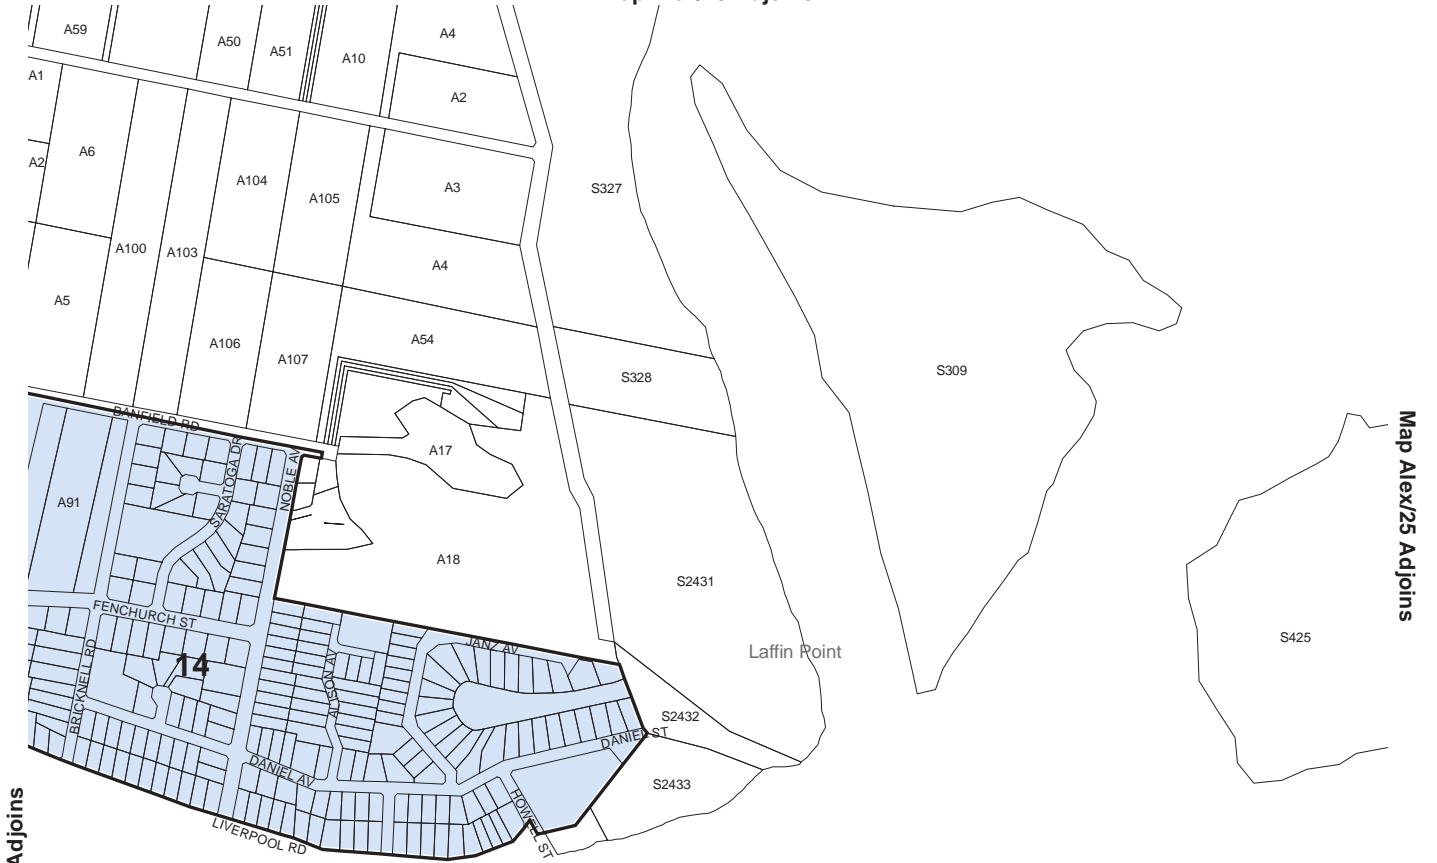 A59
A50
A51
A10
A4
A1
A2
A6
A2
A104
A105
A3
S327
A100
A103
A4
A5
A106
A107
A54
S328
S309
BANFIELD RD
SARATOGA DR
NOBLE AV
A17
A91
A18
S2431
Map Alex/25 Adjoins
FENCHURCH ST
BRICKNELL RD
14
ALISON AV
JANZ AV
Laffin Point
S425
S2432
DANIEL ST
DANIEL AV
S2433
HOWELL ST
LIVERPOOL RD
Adjoins